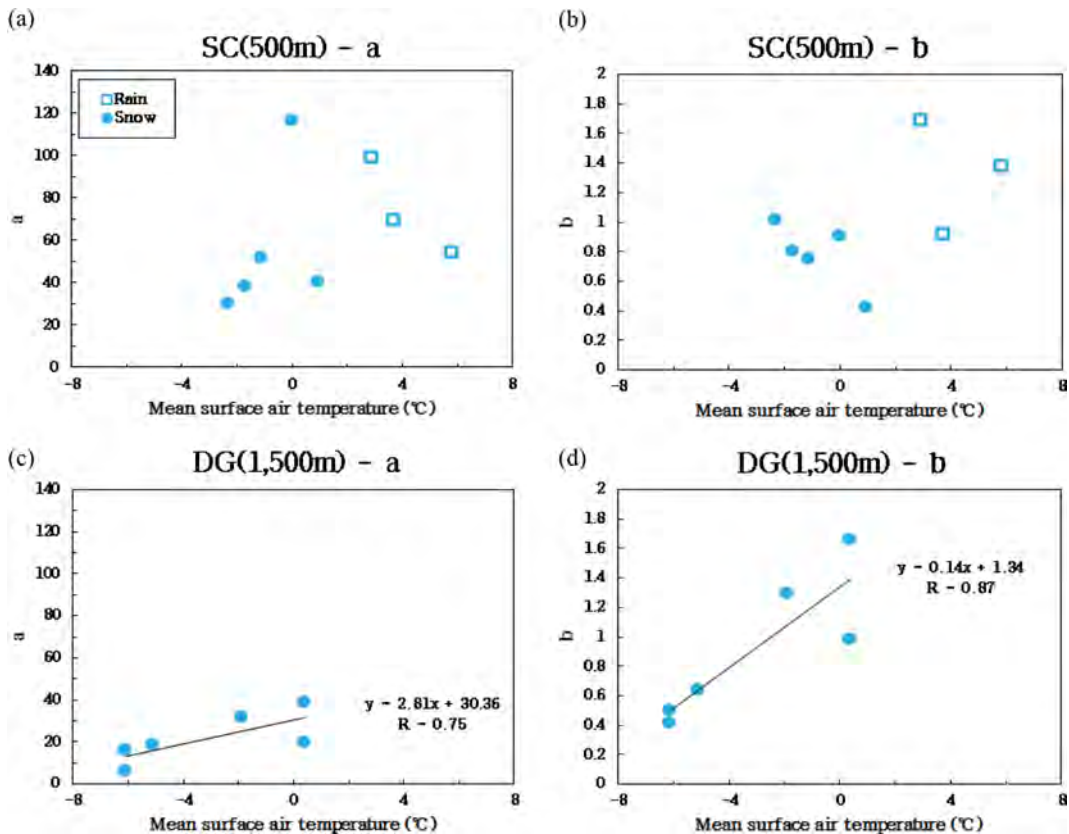 (a)
SC(500m) - a
140
120
100
80
60
40
20
0
a
Rain
Snow
-8
-4
0
4
8
Mean surface air temperature (℃)
(b)
SC(500m) - b
2
1.8
1.6
1.4
1.2
1
0.8
0.6
0.4
0.2
0
b
-8
-4
0
4
8
Mean surface air temperature (℃)
(c)
DG(1,500m) - a
140
120
100
80
60
40
20
0
a
y - 2.81x + 30.36
R - 0.75
-8
-4
0
4
8
Mean surface air temperature (℃)
(d)
DG(1,500m) - b
2
1.8
1.6
1.4
1.2
1
0.8
0.6
0.4
0.2
0
b
y - 0.14x + 1.34
R - 0.87
-8
-4
0
4
8
Mean surface air temperature (℃)